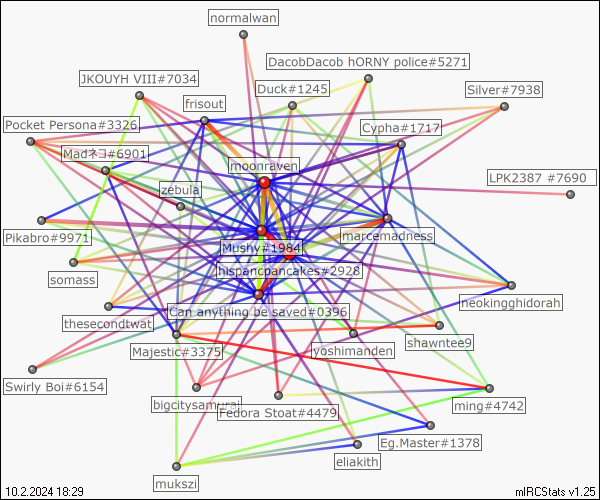 normalwan
DacobDacob hORNY police#5271
JKOUYH VIII#7034
Duck#1245
Silver#7938
frisout
Pocket Persona#3326
Cypha#1717
Madネコ#6901
moonraven
LPK2387 #7690
zebula
Pikabro#9971
Mushy#1984
marcemadness
somass
hispancpancakes#2928
neokingghidorah
thesecondtwat
Can anything be saved#0396
Majestic#3375
yoshimanden
shawntee9
Swirly Boi#6154
bigcitysamurai
Fedora Stoat#4479
ming#4742
Eg.Master#1378
eliakith
mukszi
10.2.2024 18:29
mIRCStats v1.25